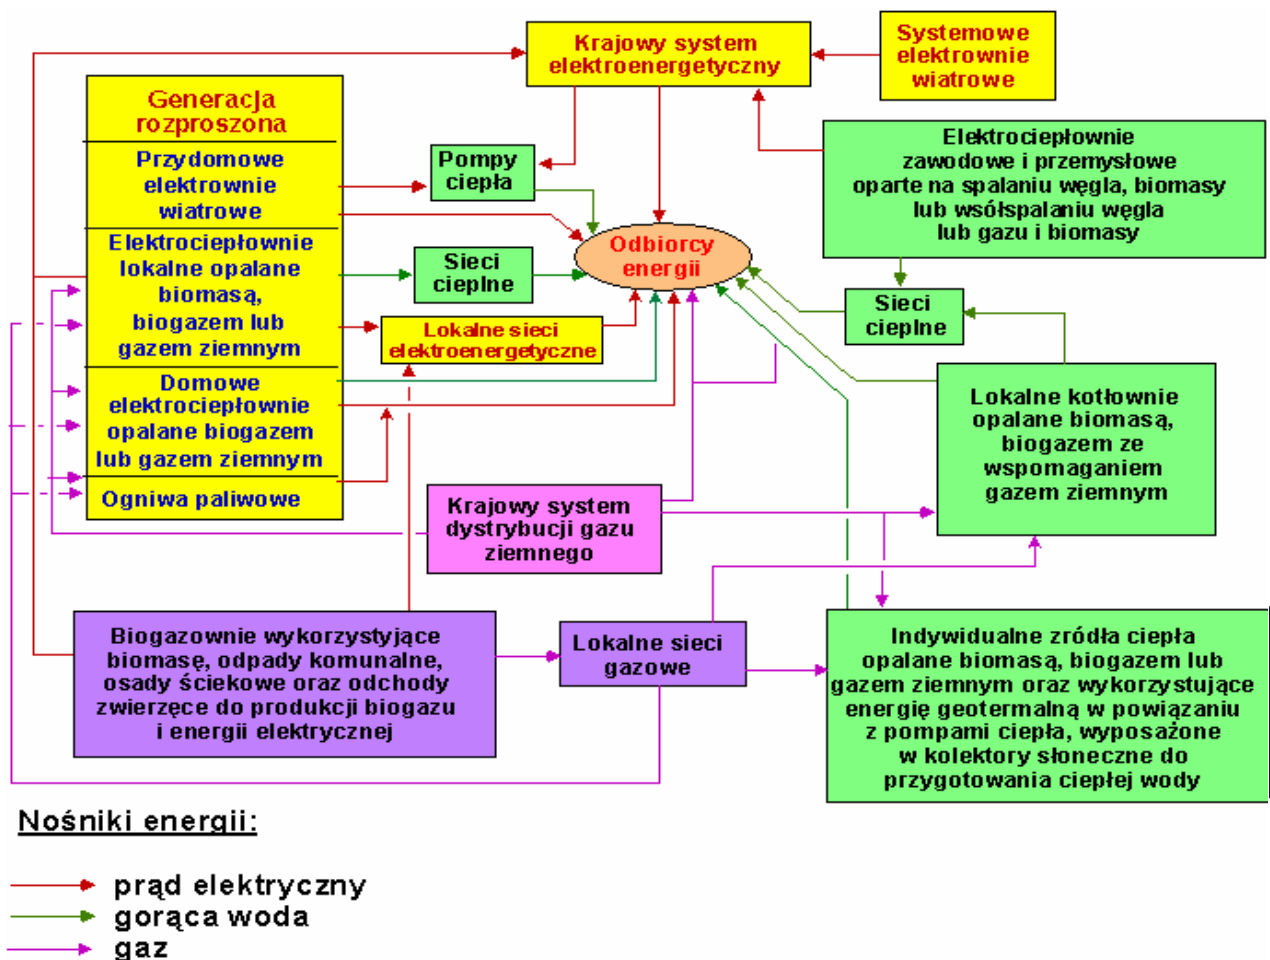 Krajowy system
elektroenergetyczny
Systemowe
elektrownie
wiatrowe
Generacja
rozproszona
Przydomowe
elektrownie
wiatrowe
Elektrociepłownie
lokalne opalane
biomasą,
biogazem lub
gazem ziemnym
Domowe
elektrociepłownie
opalane biogazem
lub gazem ziemnym
Ogniwa paliwowe
Pompy
ciepła
Sieci
cieplne
Lokalne sieci
elektroenergetyczne
Odbiorcy
energii
Elektrociepłownie
zawodowe i przemysłowe
oparte na spalaniu węgla, biomasy
lub wsółspalaniu węgla
lub gazu i biomasy
Sieci
cieplne
Lokalne kotłownie
opalane biomasą,
biogazem ze
wspomaganiem
gazem ziemnym
Krajowy system
dystrybucji gazu
ziemnego
Biogazownie wykorzystyjące
biomasę, odpady komunalne,
osady ściekowe oraz odchody
zwierzęce do produkcji biogazu
i energii elektrycznej
Lokalne sieci
gazowe
Indywidualne zródła ciepła
opalane biomasą, biogazem lub
gazem ziemnym oraz wykorzystujące
energię geotermalną w powiązaniu
z pompami ciepła, wyposażone
w kolektory słoneczne do
przygotowania ciepłej wody
Nośniki energii:
prąd elektryczny
gorąca woda
gaz